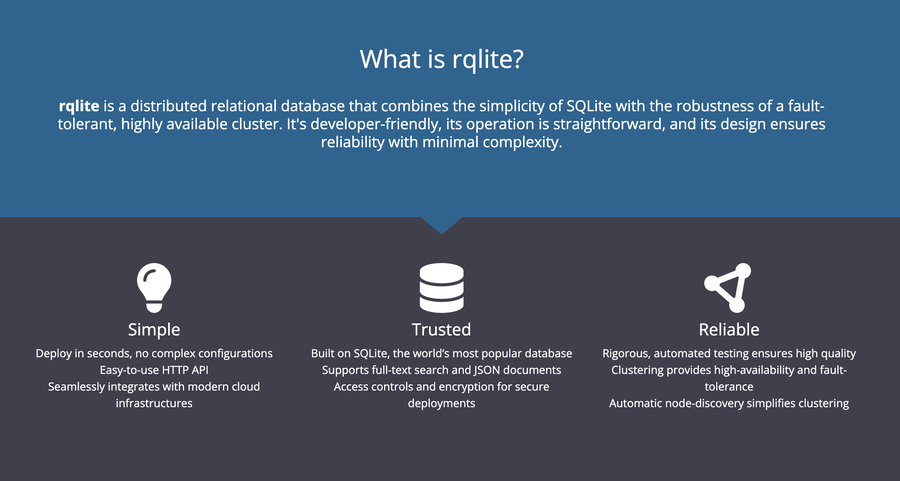 What is rqlite?
rqlite is a distributed relational database that combines the simplicity of SQLite with the robustness of a fault-
tolerant, highly available cluster. It's developer-friendly, its operation is straightforward, and its design ensures
reliability with minimal complexity.
Simple
Deploy in seconds, no complex configurations
Easy-to-use HTTP API
Seamlessly integrates with modern cloud
infrastructures
Trusted
Built on SQLite, the world’s most popular database
Supports full-text search and JSON documents
Access controls and encryption for secure
deployments
Reliable
Rigorous, automated testing ensures high quality
Clustering provides high-availability and fault-
tolerance
Automatic node-discovery simplifies clustering